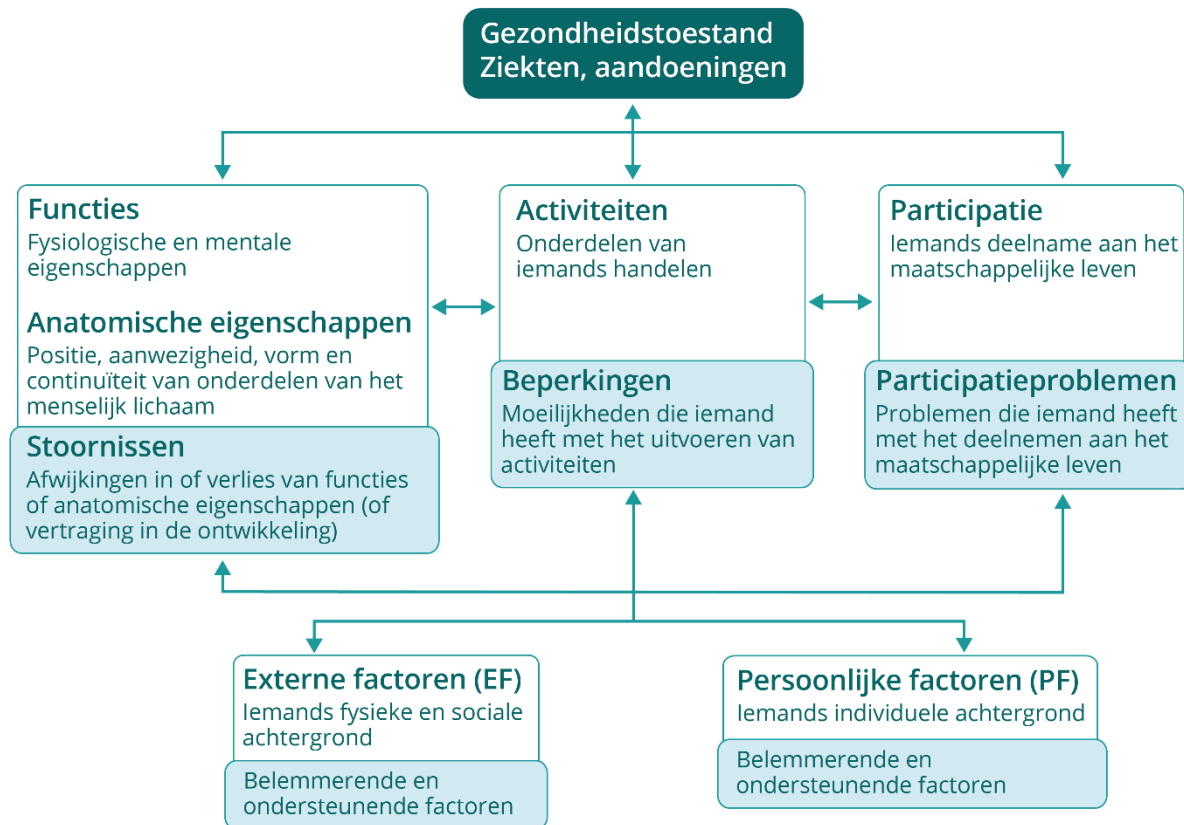 Gezondheidstoestand
Ziekten, aandoeningen
Functies
Fysiologische en mentale
eigenschappen
Anatomische eigenschappen
Positie, aanwezigheid, vorm en
continuïteit van onderdelen van het
menselijk lichaam
Stoornissen
Afwijkingen in of verlies van functies
of anatomische eigenschappen (of
vertraging in de ontwikkeling)
Activiteiten
Onderdelen van
iemands handelen
Beperkingen
Moeilijkheden die iemand
heeft met het uitvoeren van
activiteiten
Participatie
Iemands deelname aan het
maatschappelijke leven
Participatieproblemen
Problemen die iemand heeft
met het deelnemen aan het
maatschappelijke leven
Externe factoren (EF)
Iemands fysieke en sociale
achtergrond
Belemmerende en
ondersteunende factoren
Persoonlijke factoren (PF)
Iemands individuele achtergrond
Belemmerende en
ondersteunende factoren